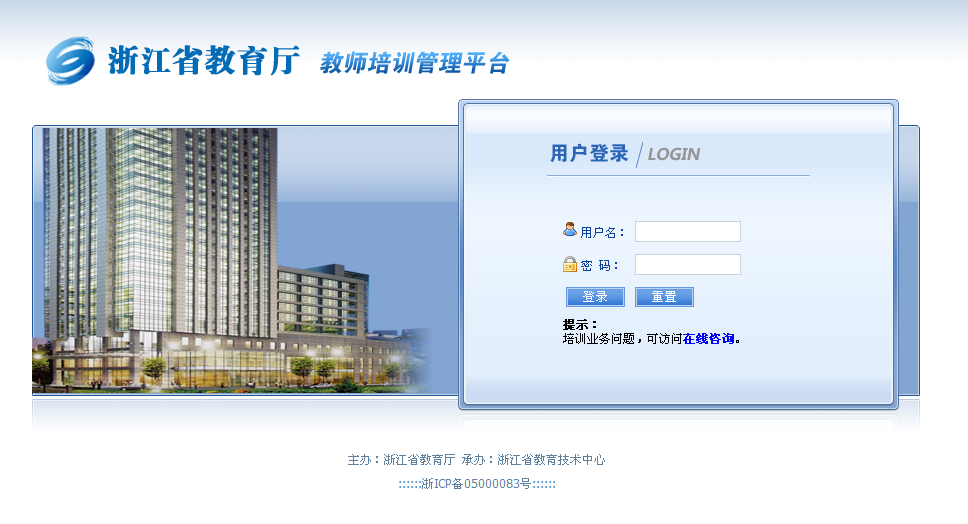 浙江省教育厅 教师培训管理平台
用户登录 LOGIN
用户名：
密 码：
登录 重置
提示：
培训业务问题，可访问在线咨询。
主办：浙江省教育厅 承办：浙江省教育技术中心
::::::浙ICP备05000083号::::::